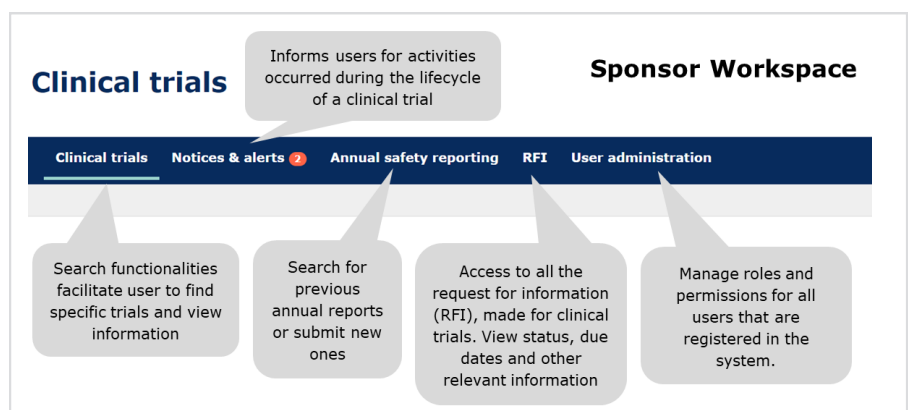 Informs users for activities
occurred during the lifecycle
of a clinical trial
Clinical trials
Sponsor Workspace
Clinical trials
Notices & alerts 2
Annual safety reporting
RFI
User administration
Search functionalities
facilitate user to find
specific trials and view
information
Search for
previous
annual reports
or submit new
ones
Access to all the
request for information
(RFI), made for clinical
trials. View status, due
dates and other
relevant information
Manage roles and
permissions for all
users that are
registered in the
system.